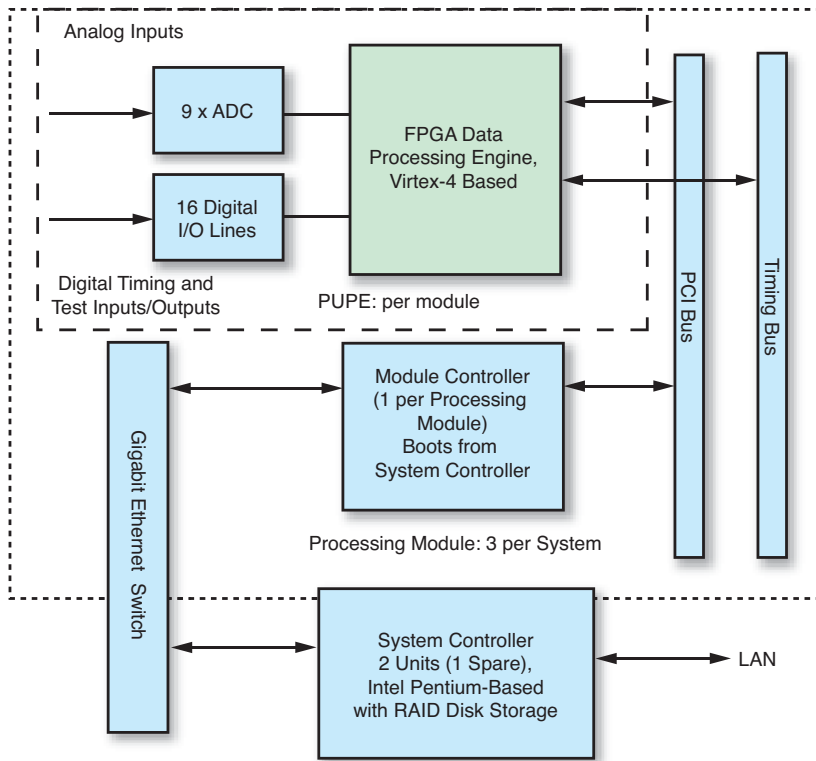 Analog Inputs
9 x ADC
FPGA Data
Processing Engine,
Virtex-4 Based
16 Digital
I/O Lines
Digital Timing and
Test Inputs/Outputs
PUPE: per module
PCI Bus
Timing Bus
Gigabit Ethernet Switch
Module Controller
(1 per Processing
Module)
Boots from
System Controller
Processing Module: 3 per System
System Controller
2 Units (1 Spare),
Intel Pentium-Based
with RAID Disk Storage
LAN